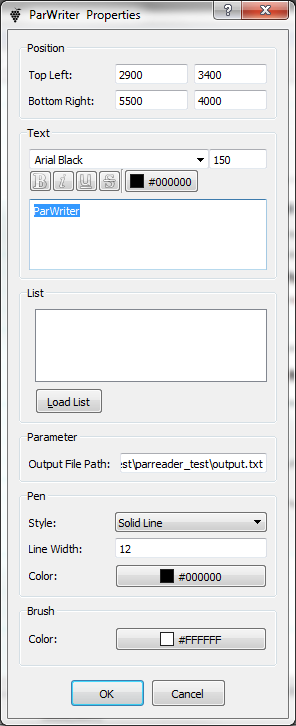 ParWriter Properties
?
Position
Top Left: 2900 3400
Bottom Right: 5500 4000
Text
Arial Black 150
B i U S #000000
ParWriter
List
Load List
Parameter
Output File Path: est\parreader_test\output.txt
Pen
Style: Solid Line
Line Width: 12
Color: #000000
Brush
Color: #FFFFFF
OK Cancel